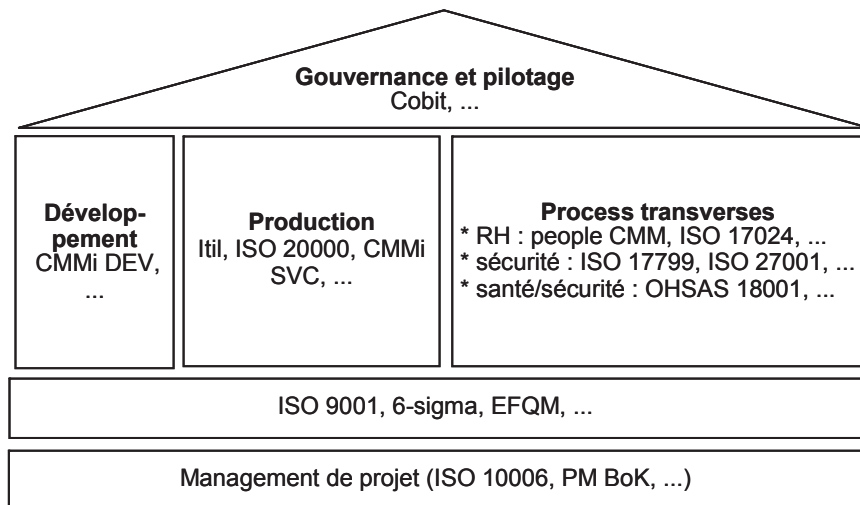 Gouvernance et pilotage
Cobit, ...
Dévelop-
pement
CMMi DEV,
...
Production
Itil, ISO 20000, CMMi
SVC, ...
Process transverses
* RH : people CMM, ISO 17024, ...
* sécurité : ISO 17799, ISO 27001, ...
* santé/sécurité : OHSAS 18001, ...
ISO 9001, 6-sigma, EFQM, ...
Management de projet (ISO 10006, PM BoK, ...)